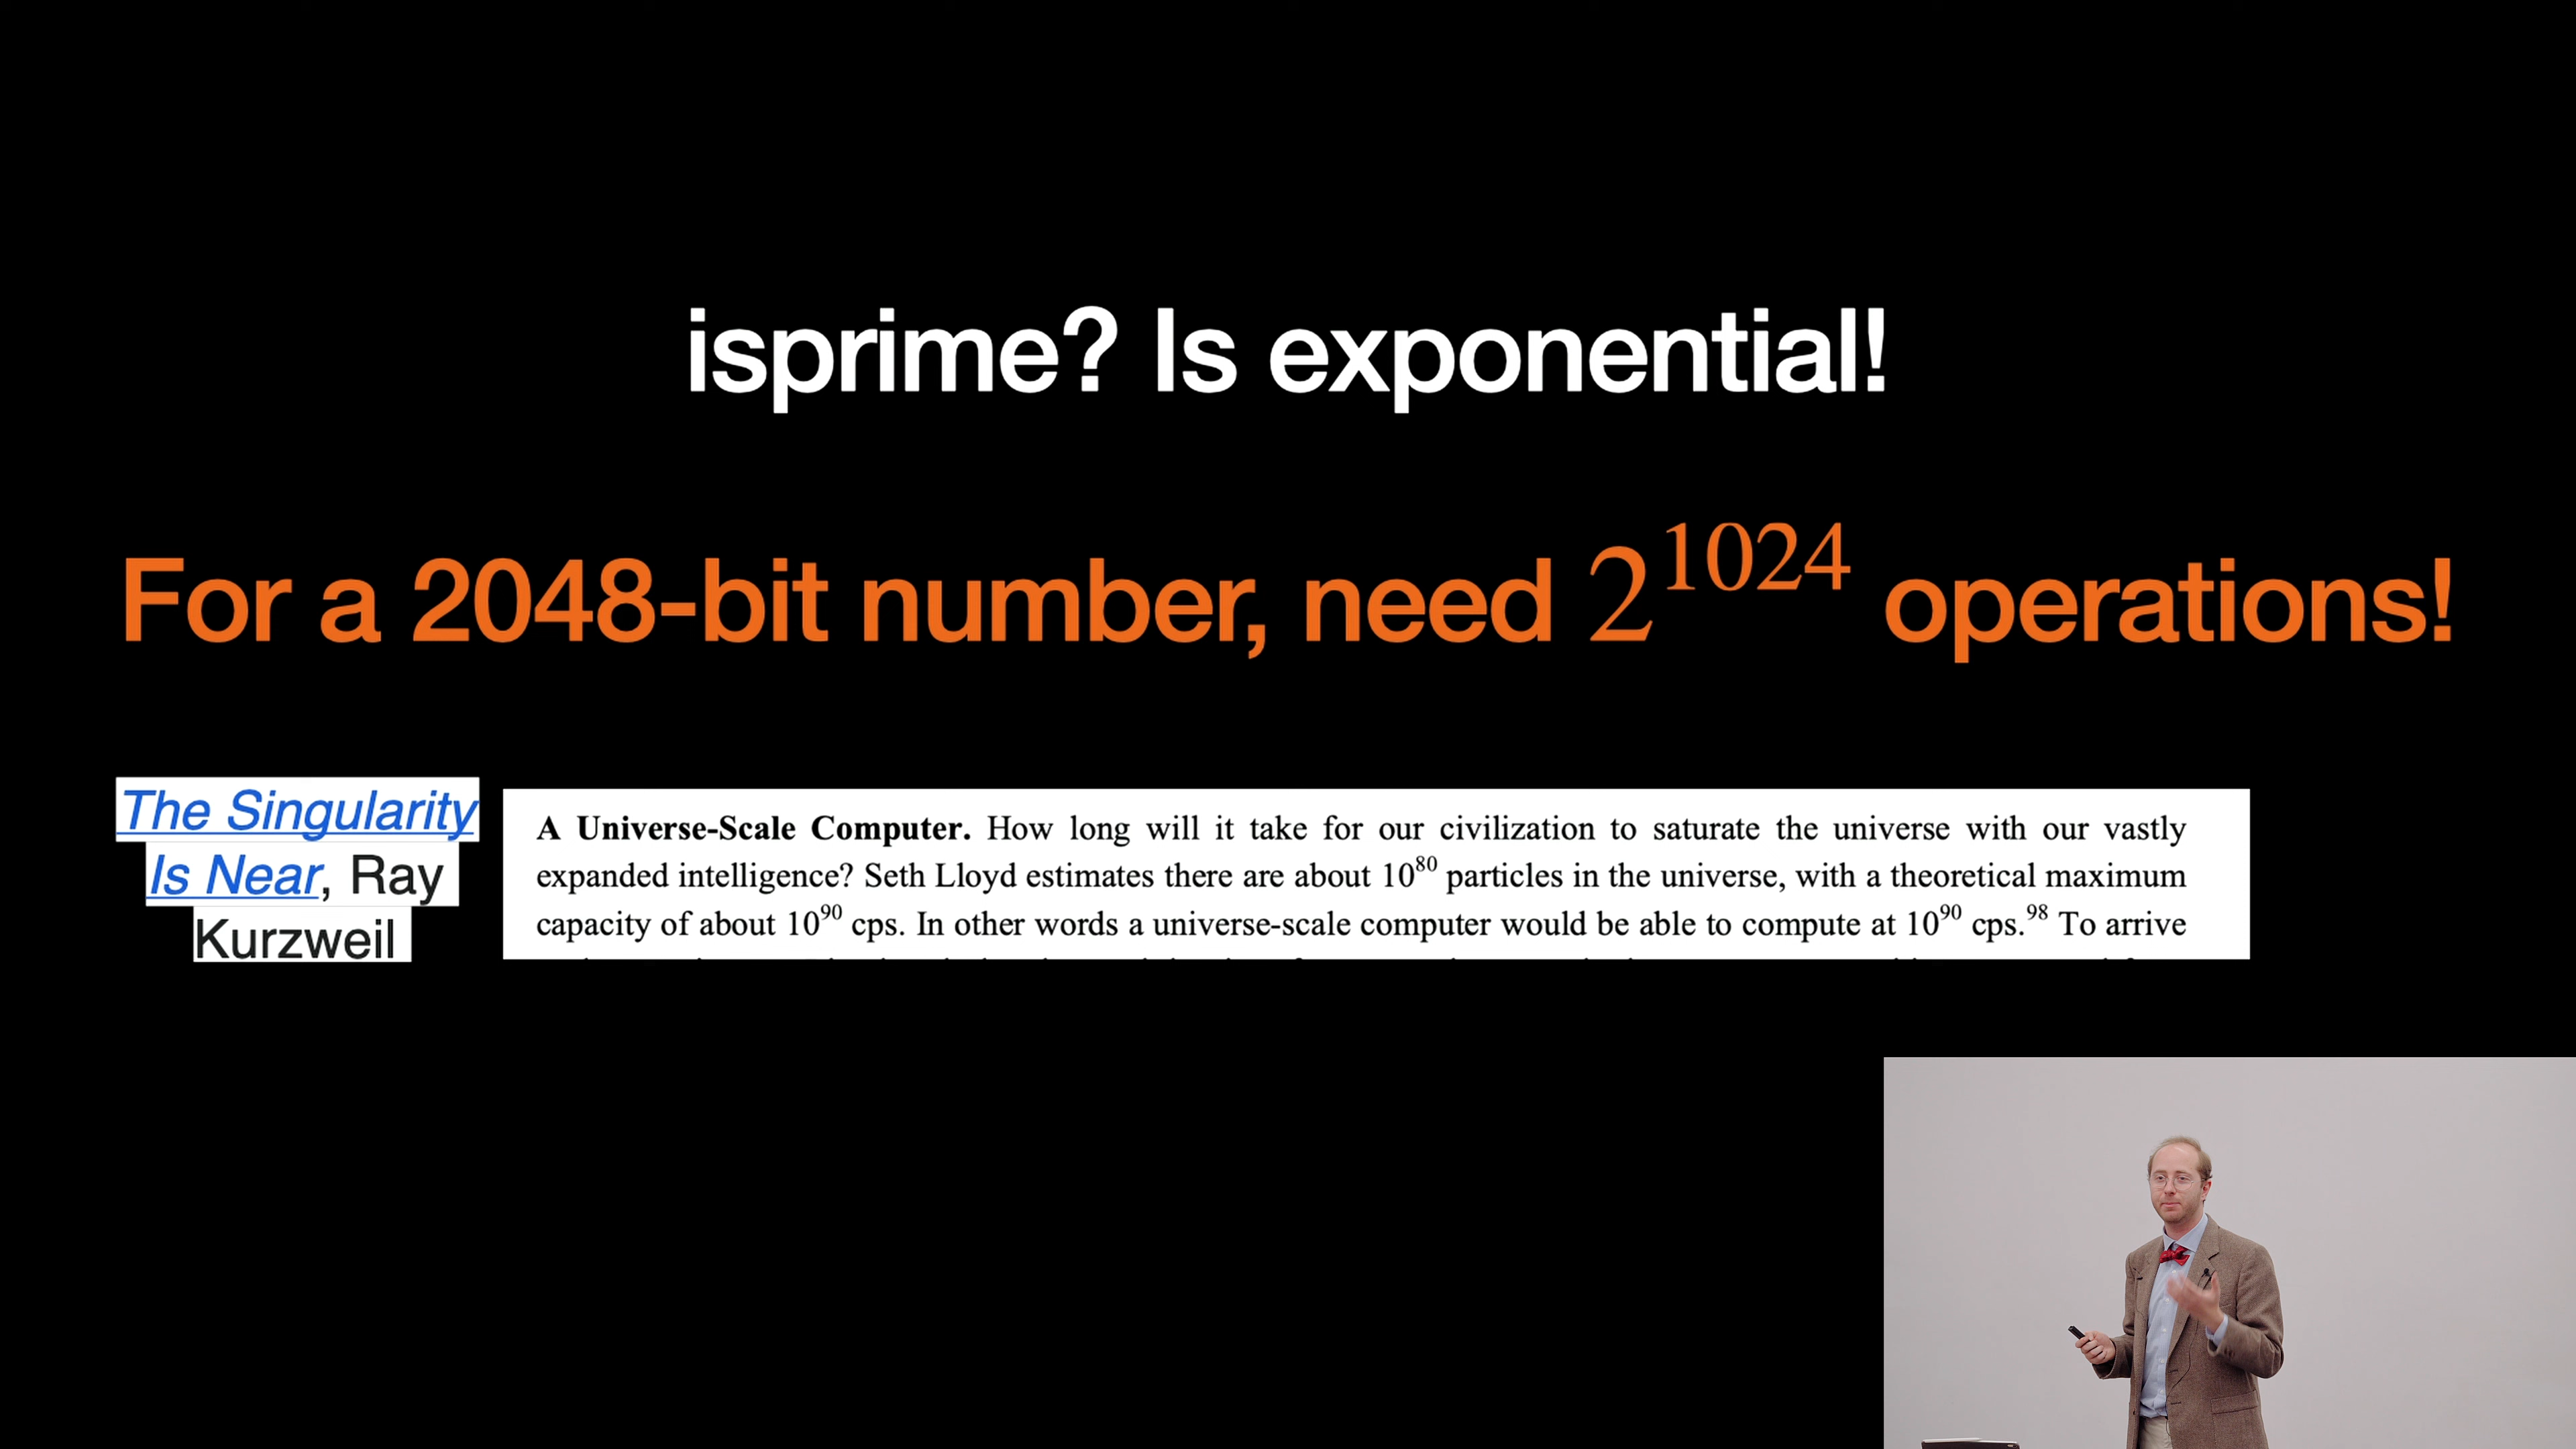 isprime? Is exponential!
For a 2048-bit number, need 2^1024 operations!
The Singularity
Is Near, Ray
Kurzweil
A Universe-Scale Computer. How long will it take for our civilization to saturate the universe with our vastly
expanded intelligence? Seth Lloyd estimates there are about 10^80 particles in the universe, with a theoretical maximum
capacity of about 10^90 cps. In other words a universe-scale computer would be able to compute at 10^90 cps.^98 To arrive